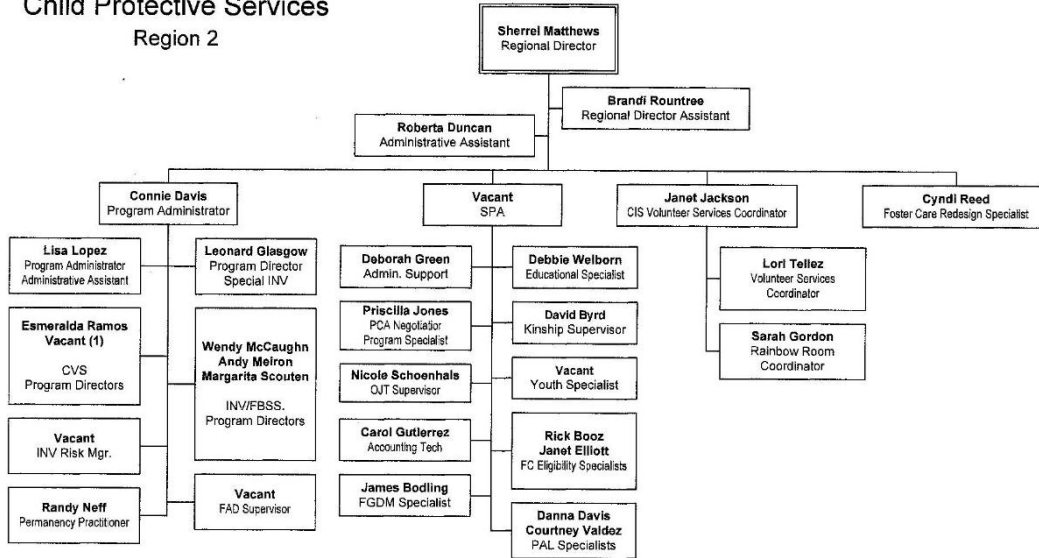 Child Protective Services
Region 2
Sherrel Matthews
Regional Director
Brandi Rountree
Regional Director Assistant
Roberta Duncan
Administrative Assistant
Connie Davis
Program Administrator
Vacant
SPA
Janet Jackson
CIS Volunteer Services Coordinator
Cyndi Reed
Foster Care Redesign Specialist
Lisa Lopez
Program Administrator
Administrative Assistant
Leonard Glasgow
Program Director
Special INV
Esmeralda Ramos
Vacant (1)
CVS
Program Directors
Wendy McCaughn
Andy Meiron
Margarita Scouten
INV/FBSS.
Program Directors
Vacant
INV Risk Mgr.
Randy Neff
Permanency Practitioner
Vacant
FAD Supervisor
Deborah Green
Admin. Support
Debbie Welborn
Educational Specialist
Priscilla Jones
PCA Negotiatior
Program Specialist
David Byrd
Kinship Supervisor
Nicole Schoenhals
OJT Supervisor
Vacant
Youth Specialist
Carol Gutierrez
Accounting Tech
Rick Booz
Janet Elliott
FC Eligibility Specialists
James Bodling
FGDM Specialist
Danna Davis
Courtney Valdez
PAL Specialists
Lori Tellez
Volunteer Services
Coordinator
Sarah Gordon
Rainbow Room
Coordinator